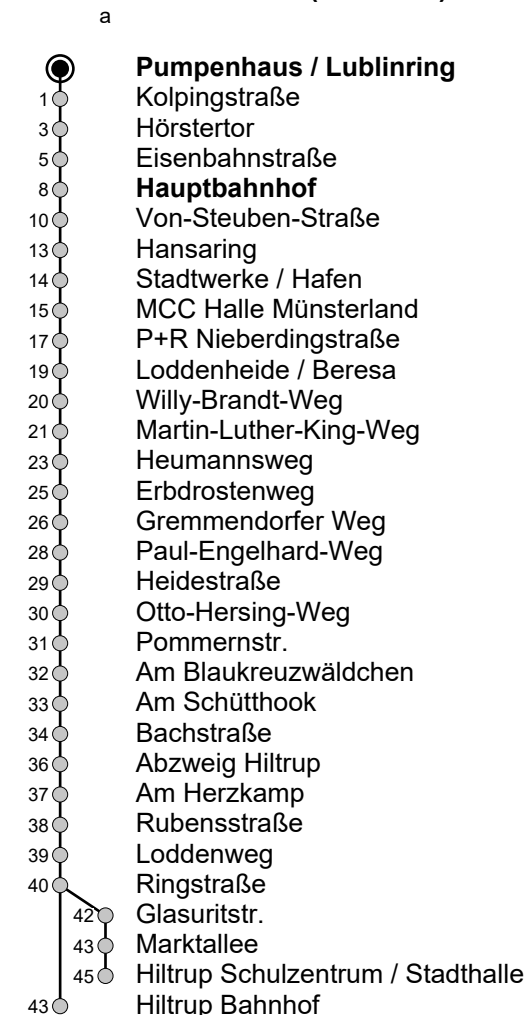 a
Pumpenhaus / Lublinring
1 Kolpingstraße
3 Hörstertor
5 Eisenbahnstraße
8 Hauptbahnhof
10 Von-Steuben-Straße
13 Hansaring
14 Stadtwerke / Hafen
15 MCC Halle Münsterland
17 P+R Nieberdingstraße
19 Loddenheide / Beresa
20 Willy-Brandt-Weg
21 Martin-Luther-King-Weg
23 Heumannsweg
25 Erbdrostenweg
26 Gremmendorfer Weg
28 Paul-Engelhard-Weg
29 Heidestraße
30 Otto-Hersing-Weg
31 Pommernstr.
32 Am Blaukreuzwäldchen
33 Am Schütthook
34 Bachstraße
36 Abzweig Hiltrup
37 Am Herzkamp
38 Rubensstraße
39 Loddenweg
40 Ringstraße
42 Glasuritstr.
43 Marktallee
45 Hiltrup Schulzentrum / Stadthalle
43 Hiltrup Bahnhof